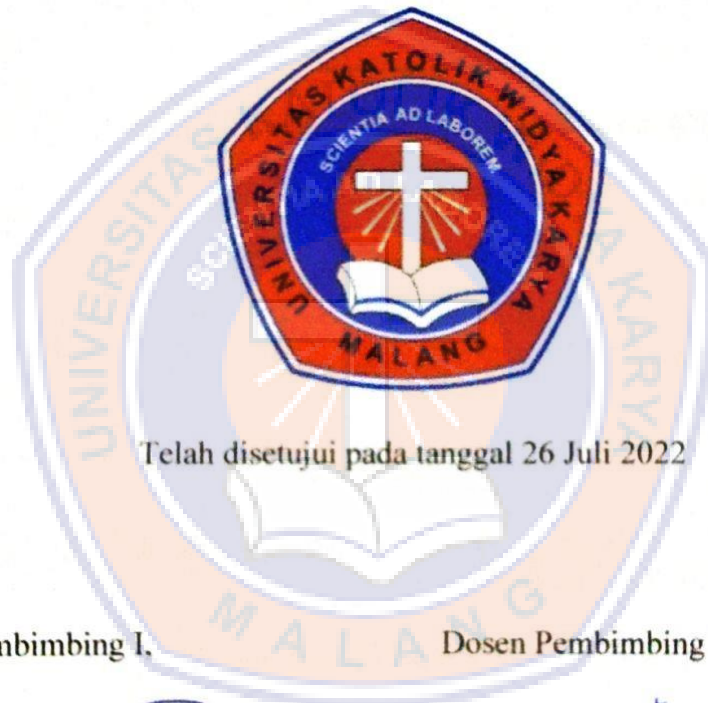 UNIVERSITAS KATOLIK WIDYA KARYA
SCIENTIA AD LABOREM
MALANG
Telah disetujui pada tanggal 26 Juli 2022
mbimbing I,
Dosen Pembimbing